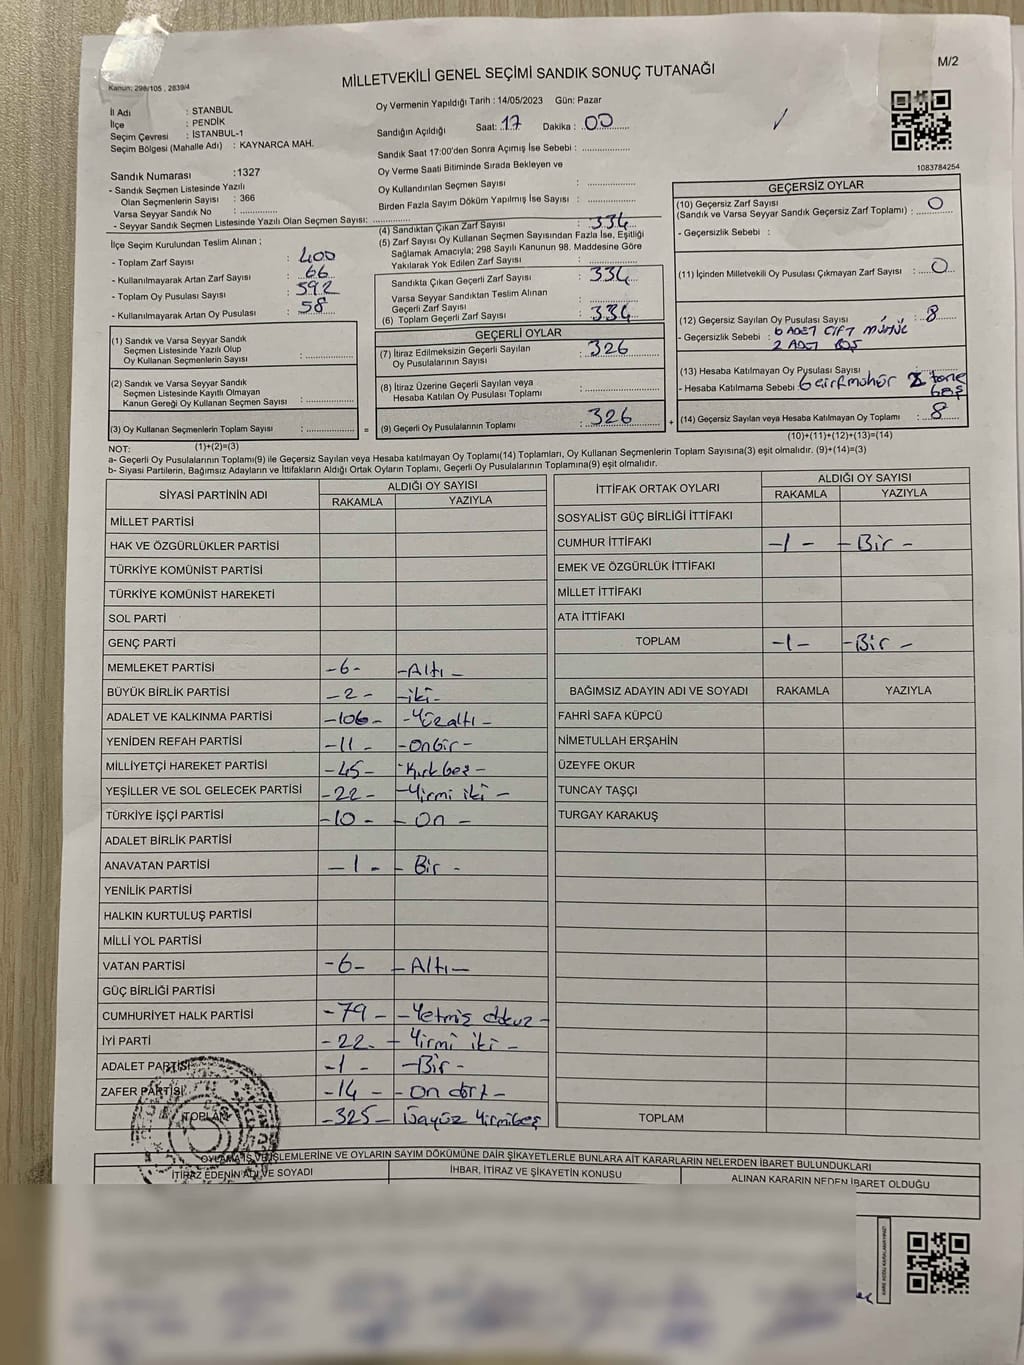 M/2
MİLLETVEKİLİ GENEL SEÇİMİ SANDIK SONUÇ TUTANAĞI
Kanun: 298/105 , 2839/4
İl Adı : STANBUL
İlçe : PENDİK
Seçim Çevresi : İSTANBUL-1
Seçim Bölgesi (Mahalle Adı) : KAYNARCA MAH.
Oy Vermenin Yapıldığı Tarih : 14/05/2023 Gün: Pazar
Sandığın Açıldığı Saat: 17 Dakika : 00
Sandık Saat 17:00'den Sonra Açımış İse Sebebi :
Oy Verme Saati Bitiminde Sırada Bekleyen ve
Oy Kullandırılan Seçmen Sayısı :
Birden Fazla Sayım Döküm Yapılmış İse Sayısı :
1083784254
Sandık Numarası :1327
- Sandık Seçmen Listesinde Yazılı
Olan Seçmenlerin Sayısı : 366
Varsa Seyyar Sandık No :
- Seyyar Sandık Seçmen Listesinde Yazılı Olan Seçmen Sayısı:
İlçe Seçim Kurulundan Teslim Alınan ;
- Toplam Zarf Sayısı : 400
- Kullanılmayarak Artan Zarf Sayısı : 66
- Toplam Oy Pusulası Sayısı : 592
- Kullanılmayarak Artan Oy Pusulası : 58
(1) Sandık ve Varsa Seyyar Sandık
Seçmen Listesinde Yazılı Olup
Oy Kullanan Seçmenlerin Sayısı :
(2) Sandık ve Varsa Seyyar Sandık
Seçmen Listesinde Kayıtlı Olmayan
Kanun Gereği Oy Kullanan Seçmen Sayısı :
(3) Oy Kullanan Seçmenlerin Toplam Sayısı : =
(4) Sandıktan Çıkan Zarf Sayısı : 334
(5) Zarf Sayısı Oy Kullanan Seçmen Sayısından Fazla İse, Eşitliği
Sağlamak Amacıyla; 298 Sayılı Kanunun 98. Maddesine Göre
Yakılarak Yok Edilen Zarf Sayısı :
Sandıkta Çıkan Geçerli Zarf Sayısı : 334
Varsa Seyyar Sandıktan Teslim Alınan
Geçerli Zarf Sayısı :
(6) Toplam Geçerli Zarf Sayısı : 334
GEÇERLİ OYLAR
(7) İtiraz Edilmeksizin Geçerli Sayılan
Oy Pusulalarının Sayısı : 326
(8) İtiraz Üzerine Geçerli Sayılan veya
Hesaba Katılan Oy Pusulası Toplamı :
(9) Geçerli Oy Pusulalarının Toplamı : 326 +
GEÇERSİZ OYLAR
(10) Geçersiz Zarf Sayısı
(Sandık ve Varsa Seyyar Sandık Geçersiz Zarf Toplamı) : 0
- Geçersizlik Sebebi :
(11) İçinden Milletvekili Oy Pusulası Çıkmayan Zarf Sayısı : 0
(12) Geçersiz Sayılan Oy Pusulası Sayısı : 8
- Geçersizlik Sebebi : 6 ADET ÇİFT MÜHÜR
2 ADET BOŞ
(13) Hesaba Katılmayan Oy Pusulası Sayısı :
- Hesaba Katılmama Sebebi 6 çift mühür 2 tane
boş
(14) Geçersiz Sayılan veya Hesaba Katılmayan Oy Toplamı : 8
NOT: (1)+(2)=(3)
(10)+(11)+(12)+(13)=(14)
a- Geçerli Oy Pusulalarının Toplamı(9) ile Geçersiz Sayılan veya Hesaba katılmayan Oy Toplamı(14) Toplamları, Oy Kullanan Seçmenlerin Toplam Sayısına(3) eşit olmalıdır. (9)+(14)=(3)
b- Siyasi Partilerin, Bağımsız Adayların ve İttifakların Aldığı Ortak Oyların Toplamı, Geçerli Oy Pusulalarının Toplamına(9) eşit olmalıdır.
SİYASİ PARTİNİN ADI ALDIĞI OY SAYISI
RAKAMLA YAZIYLA
MİLLET PARTİSİ
HAK VE ÖZGÜRLÜKLER PARTİSİ
TÜRKİYE KOMÜNİST PARTİSİ
TÜRKİYE KOMÜNİST HAREKETİ
SOL PARTİ
GENÇ PARTİ
MEMLEKET PARTİSİ -6- -Altı-
BÜYÜK BİRLİK PARTİSİ -2- -iki-
ADALET VE KALKINMA PARTİSİ -106- -Yüzaltı-
YENİDEN REFAH PARTİSİ -11- -Onbir-
MİLLİYETÇİ HAREKET PARTİSİ -45- -Kırk beş-
YEŞİLLER VE SOL GELECEK PARTİSİ -22- -Yirmi iki-
TÜRKİYE İŞÇİ PARTİSİ -10- -On-
ADALET BİRLİK PARTİSİ
ANAVATAN PARTİSİ -1- -Bir-
YENİLİK PARTİSİ
HALKIN KURTULUŞ PARTİSİ
MİLLİ YOL PARTİSİ
VATAN PARTİSİ -6- -Altı-
GÜÇ BİRLİĞİ PARTİSİ
CUMHURİYET HALK PARTİSİ -79- -Yetmiş dokuz-
İYİ PARTİ -22- -Yirmi iki-
ADALET PARTİSİ -1- -Bir-
ZAFER PARTİSİ -14- -On dört-
TOPLAM -325- üçyüz Yirmibeş
İTTİFAK ORTAK OYLARI ALDIĞI OY SAYISI
RAKAMLA YAZIYLA
SOSYALİST GÜÇ BİRLİĞİ İTTİFAKI
CUMHUR İTTİFAKI -1- -Bir-
EMEK VE ÖZGÜRLÜK İTTİFAKI
MİLLET İTTİFAKI
ATA İTTİFAKI
TOPLAM -1- -Bir-
BAĞIMSIZ ADAYIN ADI VE SOYADI RAKAMLA YAZIYLA
FAHRİ SAFA KÜPCÜ
NİMETULLAH ERŞAHİN
ÜZEYFE OKUR
TUNCAY TAŞÇI
TURGAY KARAKUŞ
TOPLAM
OYLAMA İŞ VE İŞLEMLERİNE VE OYLARIN SAYIM DÖKÜMÜNE DAİR ŞİKAYETLERLE BUNLARA AİT KARARLARIN NELERDEN İBARET BULUNDUKLARI
İTİRAZ EDENİN ADI VE SOYADI İHBAR, İTİRAZ VE ŞİKAYETİN KONUSU ALINAN KARARIN NEDEN İBARET OLDUĞU